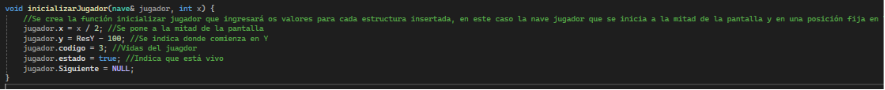 void inicializarJugador(nave& jugador, int x) {
//Se crea la función inicializar jugador que ingresará os valores para cada estructura insertada, en este caso la nave jugador que se inicia a la mitad de la pantalla y en una posición fija en
jugador.x = x / 2; //Se pone a la mitad de la pantalla
jugador.y = ResY - 100; //Se indica donde comienza en Y
jugador.codigo = 3; //Vidas del juagdor
jugador.estado = true; //Indica que está vivo
jugador.Siguiente = NULL;
}